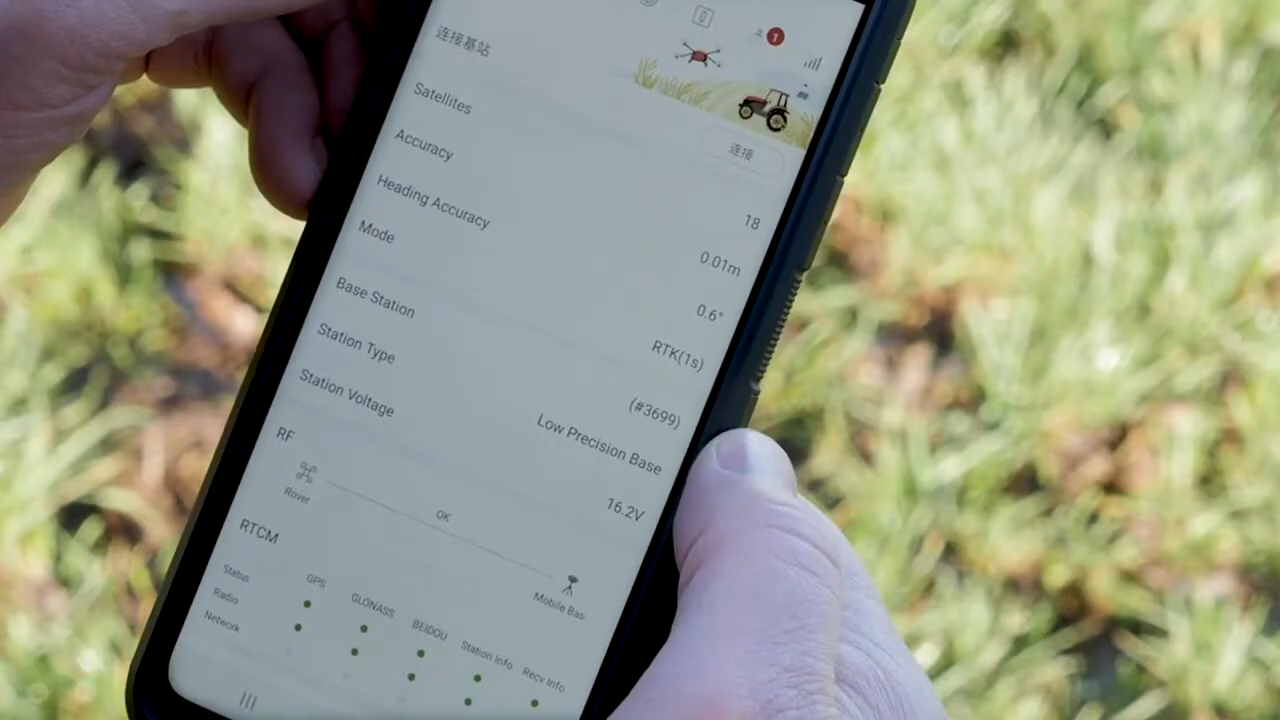 1
连接基站
连接
Satellites 18
Accuracy 0.01m
Heading Accuracy 0.6°
Mode RTK(1s)
Base Station (#3699)
Station Type Low Precision Base
Station Voltage 16.2V
RF
Rover OK Mobile Bas
RTCM
Status GPS GLONASS BEIDOU Station Info Recv Info
Radio
Network